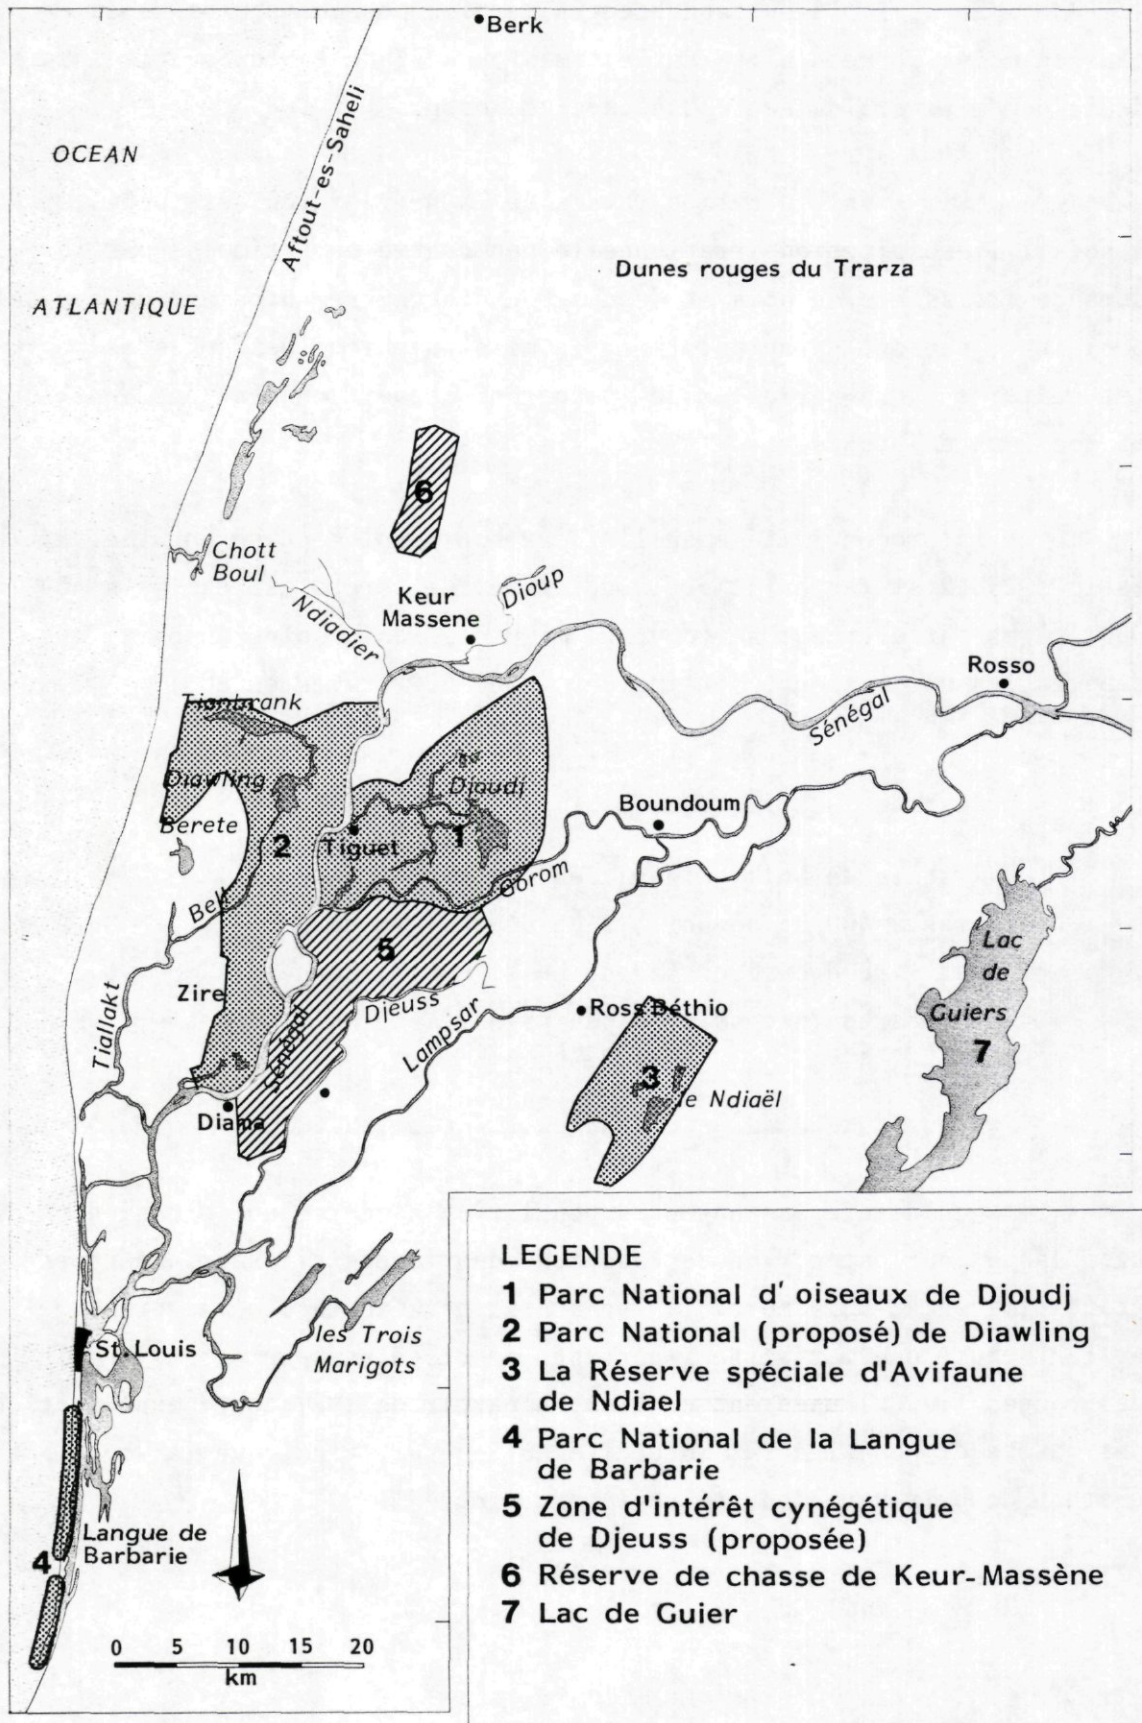 Berk
OCEAN
Aftout-es-Saheli
Dunes rouges du Trarza
ATLANTIQUE
6
Chott
Boul
Dioup
Keur
Massene
Ndiadier
Rosso
Tianbrank
Sénégal
Diawling
Djoudj
Boundoum
Berete
2
Tiguet
1
Gorom
Bell
5
Lac
de
Guiers
7
Zire
Djeuss
Tiallakt
Lampsar
Sénégal
Ross Béthio
3
le Ndiaël
Diama
St. Louis
les Trois
Marigots
Langue de
Barbarie
4
0 5 10 15 20
km
LEGENDE
1 Parc National d'oiseaux de Djoudj
2 Parc National (proposé) de Diawling
3 La Réserve spéciale d'Avifaune
de Ndiael
4 Parc National de la Langue
de Barbarie
5 Zone d'intérêt cynégétique
de Djeuss (proposée)
6 Réserve de chasse de Keur-Massène
7 Lac de Guier